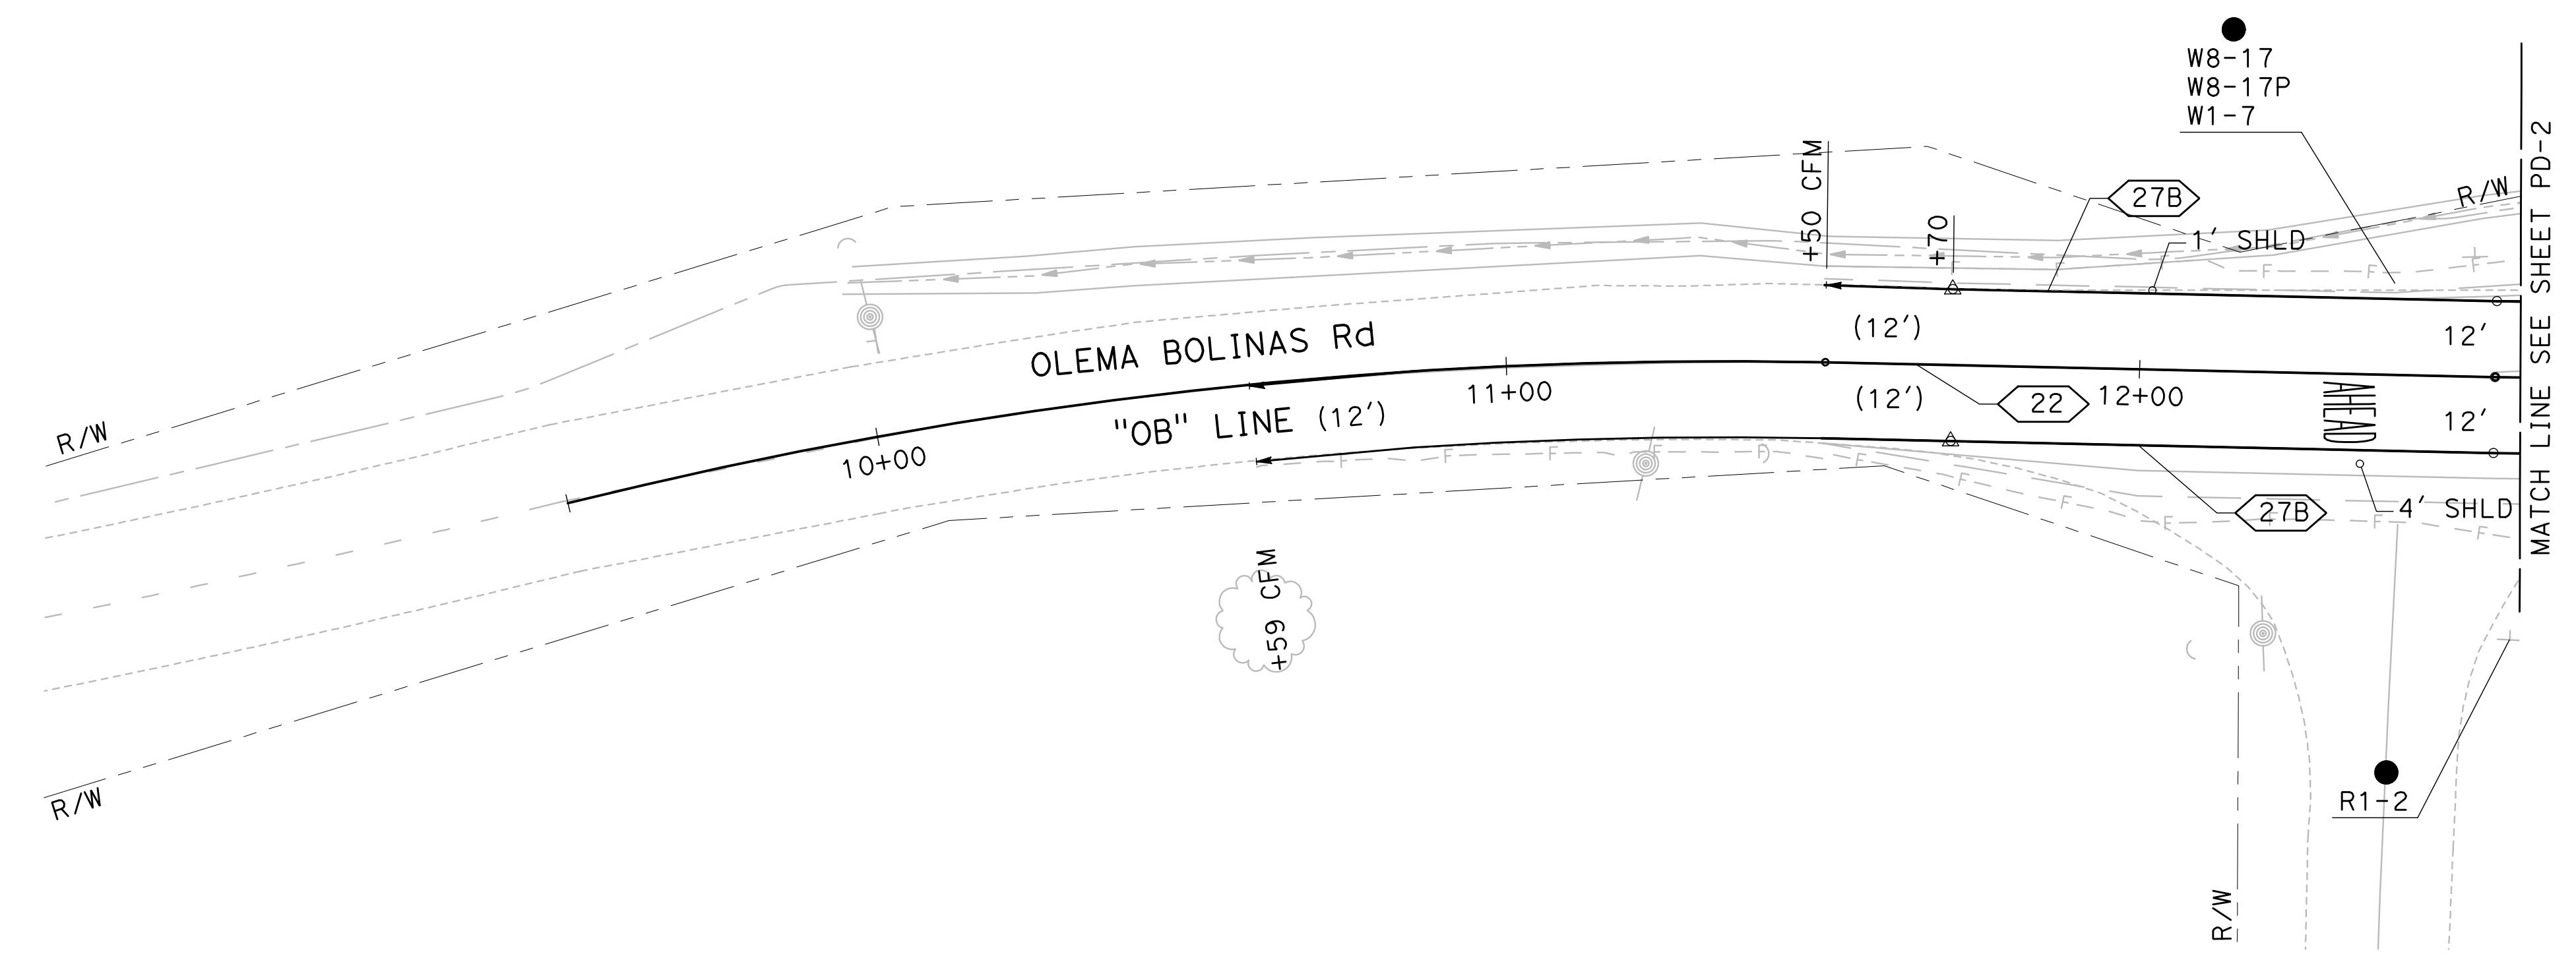 W8-17
W8-17P
W1-7
MATCH LINE SEE SHEET PD-2
R/W
27B
+50 CFM
+70
1' SHLD
(12')
12'
OLEMA BOLINAS Rd
"OB" LINE (12')
10+00
11+00
(12')
22
12+00
AHEAD
12'
R/W
27B
4' SHLD
+59 CFM
R/W
R1-2
R/W
F F F
F F F F F F F F F F F F